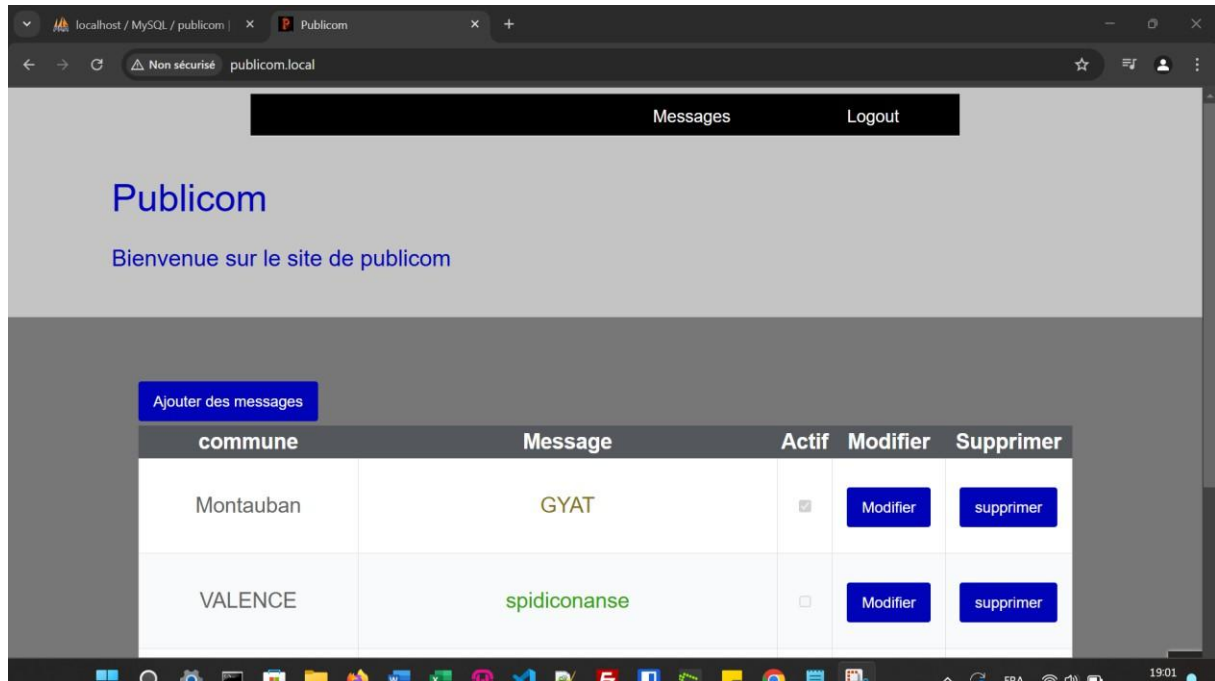 localhost / MySQL / publicom |
Publicom
Non sécurisé publicom.local
Messages Logout
Publicom
Bienvenue sur le site de publicom
Ajouter des messages
commune Message Actif Modifier Supprimer
Montauban GYAT Modifier supprimer
VALENCE spidiconanse Modifier supprimer
FRA 19:01